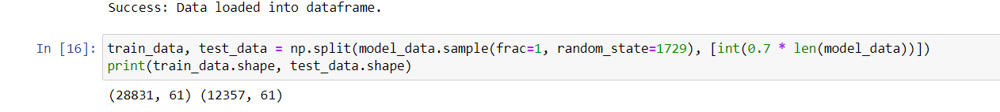 Success: Data loaded into dataframe.
In [16]: train_data, test_data = np.split(model_data.sample(frac=1, random_state=1729), [int(0.7 * len(model_data))])
print(train_data.shape, test_data.shape)
(28831, 61) (12357, 61)